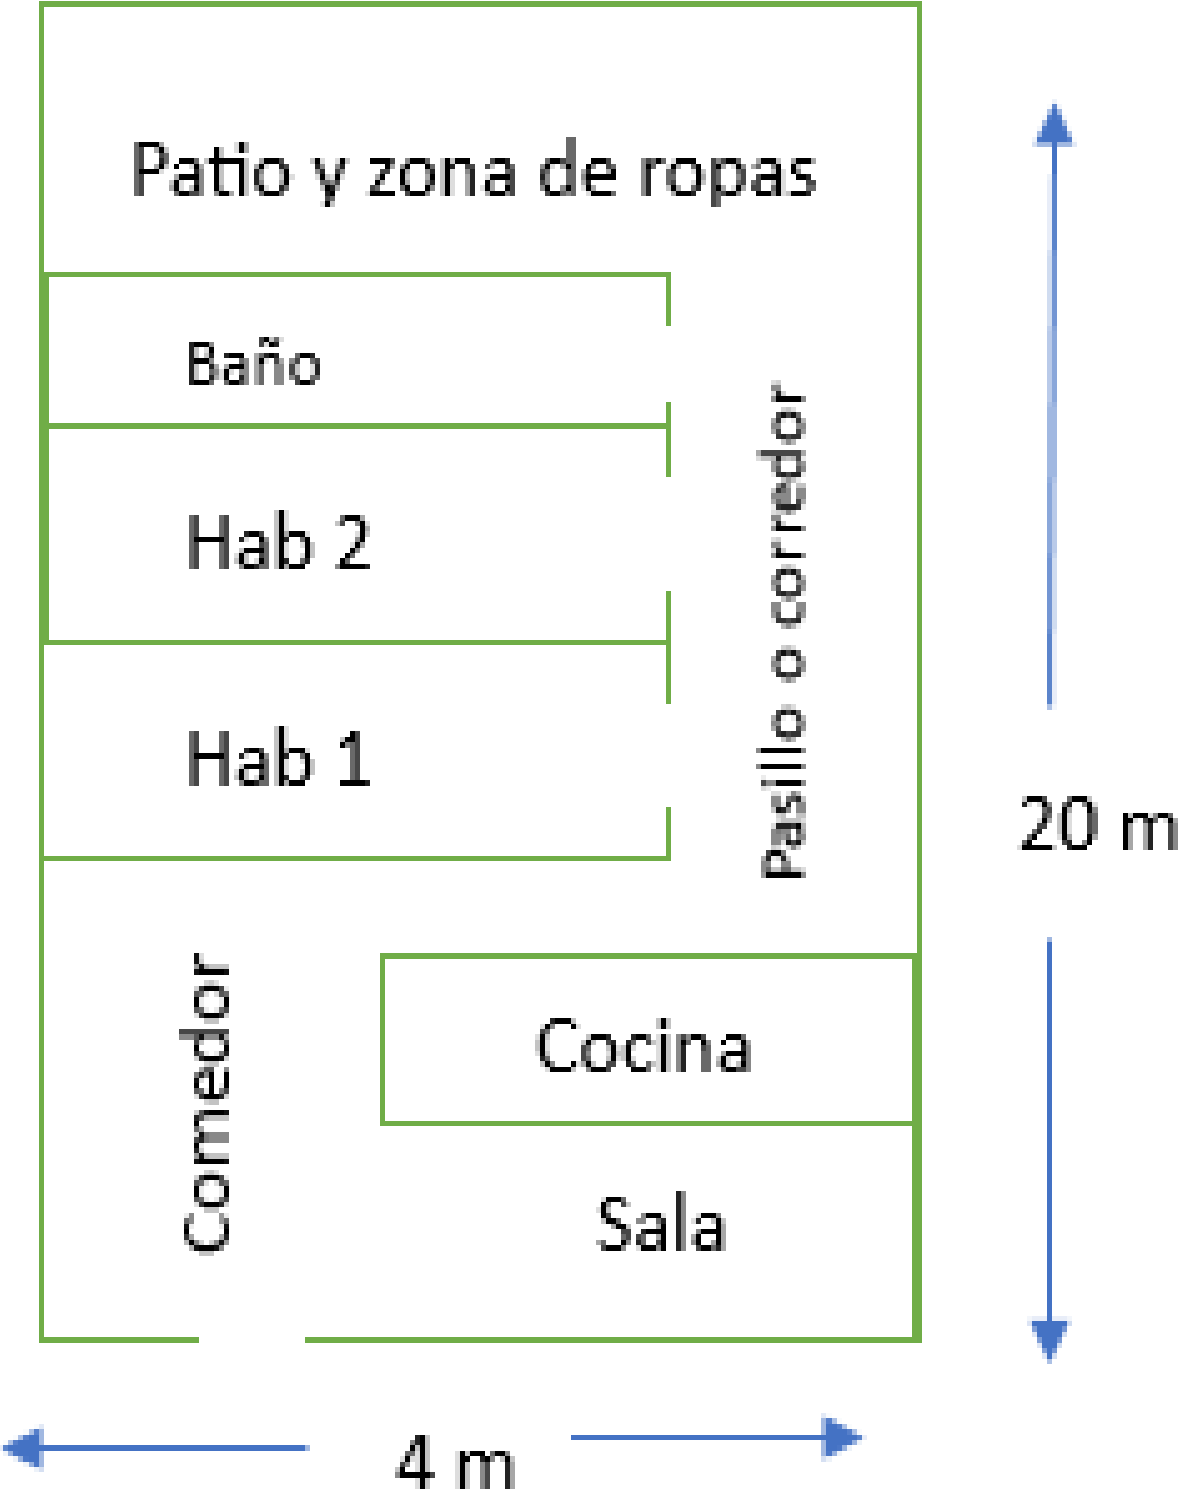 Patio y zona de ropas
Baño
Hab 2
Pasillo o corredor
Hab 1
20 m
Comedor
Cocina
Sala
4 m